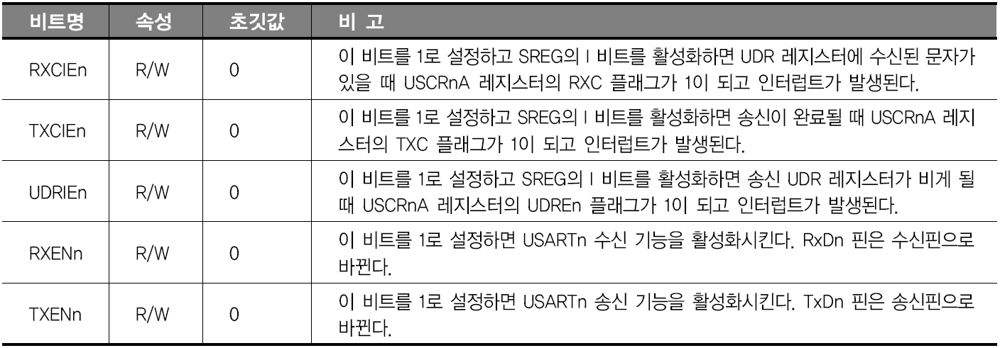 비트명 속성 초깃값 비 고
RXCIEn R/W 0 이 비트를 1로 설정하고 SREG의 I 비트를 활성화하면 UDR 레지스터에 수신된 문자가
있을 때 USCRnA 레지스터의 RXC 플래그가 1이 되고 인터럽트가 발생된다.
TXCIEn R/W 0 이 비트를 1로 설정하고 SREG의 I 비트를 활성화하면 송신이 완료될 때 USCRnA 레지
스터의 TXC 플래그가 1이 되고 인터럽트가 발생된다.
UDRIEn R/W 0 이 비트를 1로 설정하고 SREG의 I 비트를 활성화하면 송신 UDR 레지스터가 비게 될
때 USCRnA 레지스터의 UDREn 플래그가 1이 되고 인터럽트가 발생된다.
RXENn R/W 0 이 비트를 1로 설정하면 USARTn 수신 기능을 활성화시킨다. RxDn 핀은 수신핀으로
바뀐다.
TXENn R/W 0 이 비트를 1로 설정하면 USARTn 송신 기능을 활성화시킨다. TxDn 핀은 송신핀으로
바뀐다.